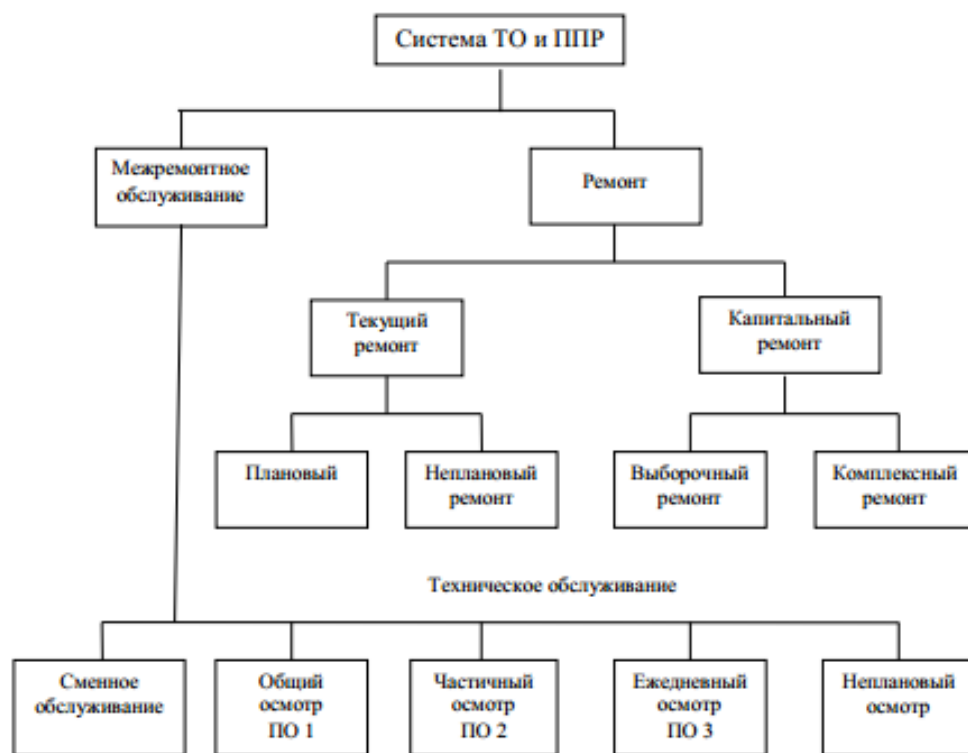 Система ТО и ППР
Межремонтное
обслуживание
Ремонт
Текущий
ремонт
Капитальный
ремонт
Плановый
Неплановый
ремонт
Выборочный
ремонт
Комплексный
ремонт
Техническое обслуживание
Сменное
обслуживание
Общий
осмотр
ПО 1
Частичный
осмотр
ПО 2
Ежедневный
осмотр
ПО 3
Неплановый
осмотр